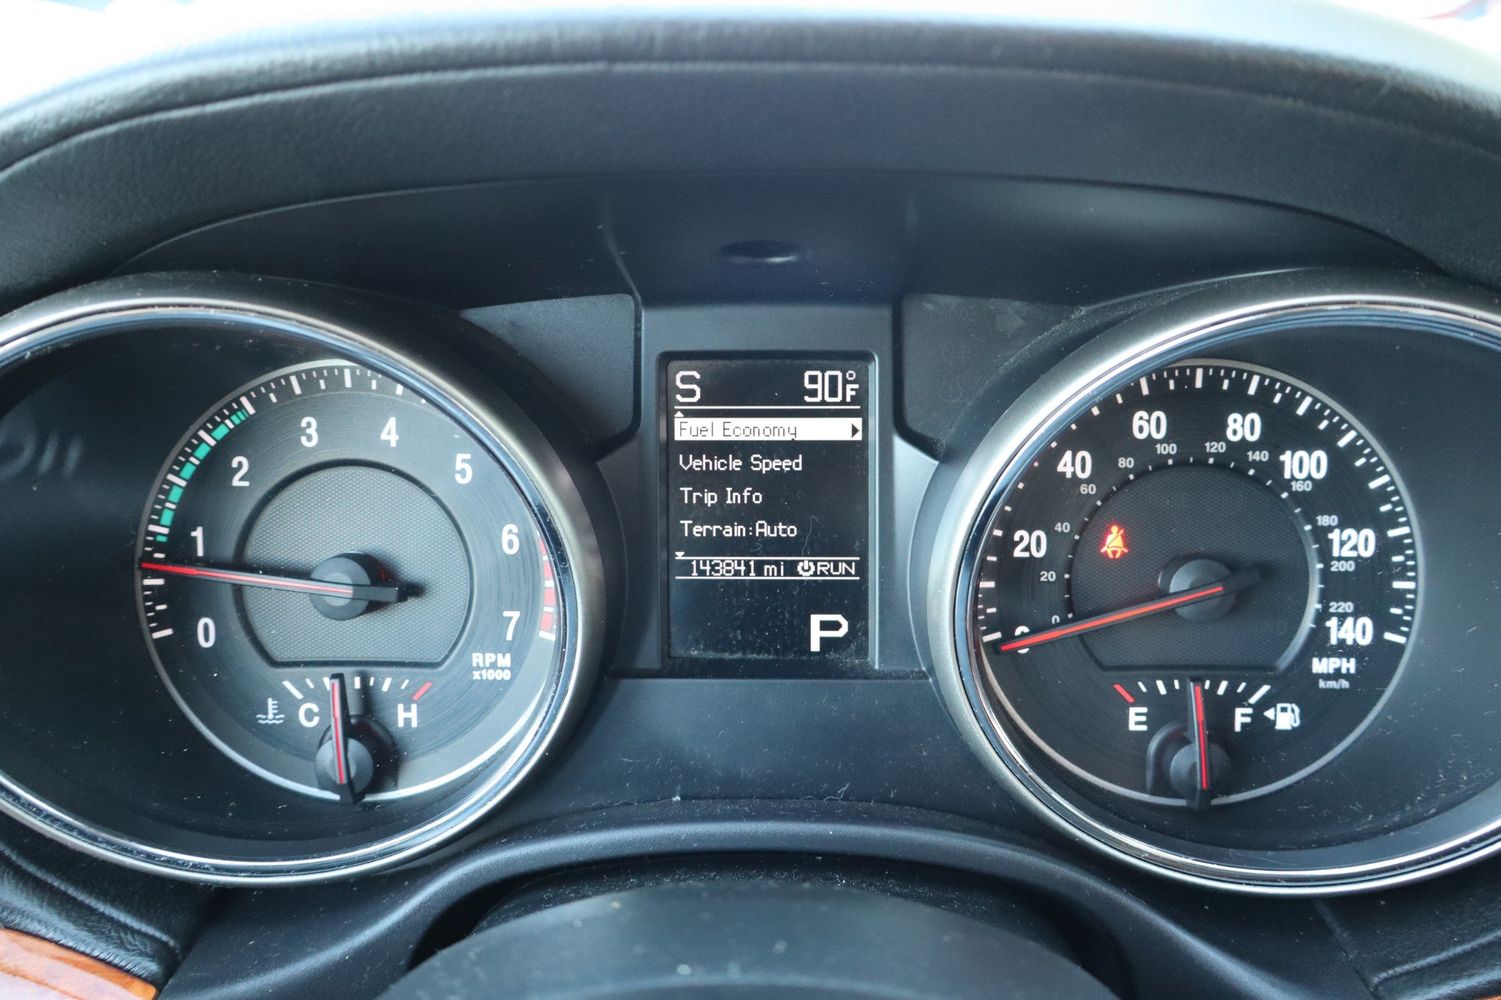 S 90°F
Fuel Economy
Vehicle Speed
Trip Info
Terrain:Auto
143841 mi RUN
P
0
1
2
3
4
5
6
7
RPM
x1000
C H
0
20
40
60
80
100
120
140
MPH
km/h
0
20
40
60
80
100
120
140
160
180
200
220
E F